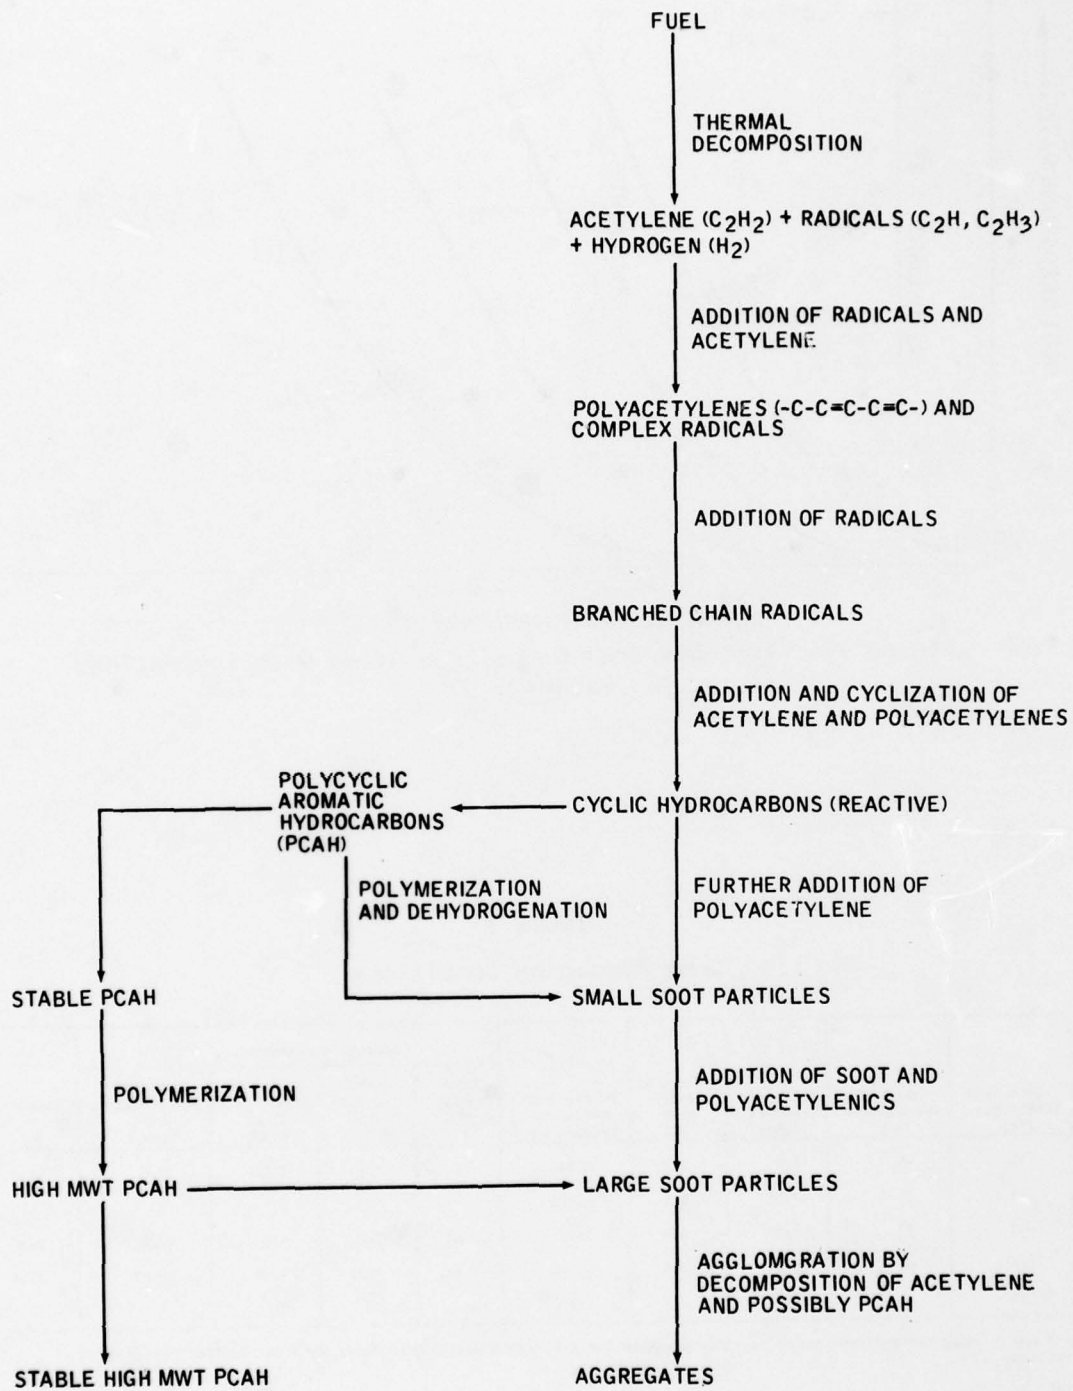 FUEL
THERMAL
DECOMPOSITION
ACETYLENE (C2H2) + RADICALS (C2H, C2H3)
+ HYDROGEN (H2)
ADDITION OF RADICALS AND
ACETYLENE
POLYACETYLENES (-C-C≡C-C≡C-) AND
COMPLEX RADICALS
ADDITION OF RADICALS
BRANCHED CHAIN RADICALS
ADDITION AND CYCLIZATION OF
ACETYLENE AND POLYACETYLENES
POLYCYCLIC
AROMATIC
HYDROCARBONS
(PCAH)
CYCLIC HYDROCARBONS (REACTIVE)
POLYMERIZATION
AND DEHYDROGENATION
FURTHER ADDITION OF
POLYACETYLENE
STABLE PCAH
SMALL SOOT PARTICLES
POLYMERIZATION
ADDITION OF SOOT AND
POLYACETYLENICS
HIGH MWT PCAH
LARGE SOOT PARTICLES
AGGLOMGRATION BY
DECOMPOSITION OF ACETYLENE
AND POSSIBLY PCAH
STABLE HIGH MWT PCAH
AGGREGATES